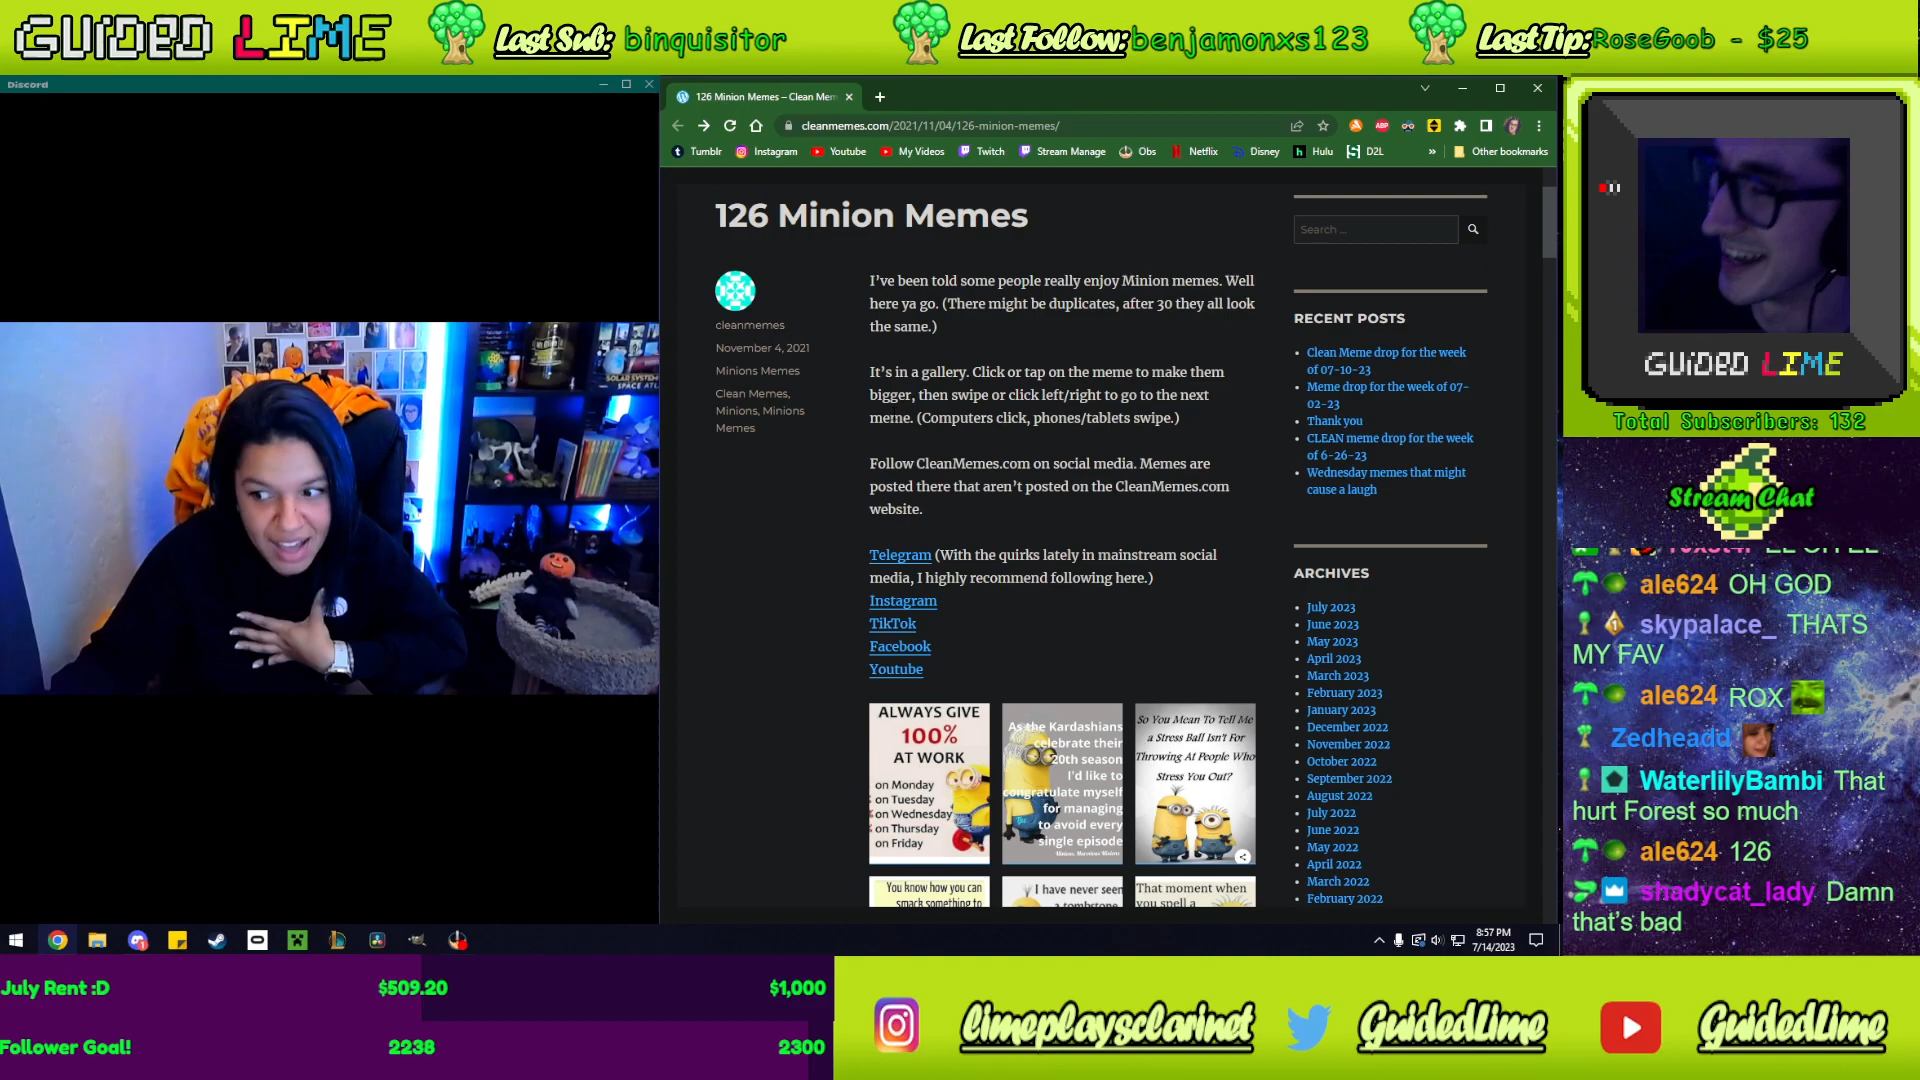 GUIDED LIME
Last Sub: binquisitor
Last Follow: benjamonxs123
Last Tip: RoseGoob - $25
Discord
126 Minion Memes – Clean Mem
cleanmemes.com/2021/11/04/126-minion-memes/
Tumblr Instagram Youtube My Videos Twitch Stream Manage Obs Netflix Disney Hulu D2L » Other bookmarks
126 Minion Memes
cleanmemes
November 4, 2021
Minions Memes
Clean Memes,
Minions, Minions
Memes
I've been told some people really enjoy Minion memes. Well
here ya go. (There might be duplicates, after 30 they all look
the same.)
It's in a gallery. Click or tap on the meme to make them
bigger, then swipe or click left/right to go to the next
meme. (Computers click, phones/tablets swipe.)
Follow CleanMemes.com on social media. Memes are
posted there that aren't posted on the CleanMemes.com
website.
Telegram (With the quirks lately in mainstream social
media, I highly recommend following here.)
Instagram
TikTok
Facebook
Youtube
ALWAYS GIVE
100%
AT WORK
on Monday
on Tuesday
on Wednesday
on Thursday
on Friday
As the Kardashians
celebrate their
20th season
I'd like to
congratulate myself
for managing
to avoid every
single episode
So You Mean To Tell Me
a Stress Ball Isn't For
Throwing At People Who
Stress You Out?
You know how you can
smack something to
I have never seen
a tombstone
That moment when
you spell a
Search …
RECENT POSTS
Clean Meme drop for the week
of 07-10-23
Meme drop for the week of 07-
02-23
Thank you
CLEAN meme drop for the week
of 6-26-23
Wednesday memes that might
cause a laugh
ARCHIVES
July 2023
June 2023
May 2023
April 2023
March 2023
February 2023
January 2023
December 2022
November 2022
October 2022
September 2022
August 2022
July 2022
June 2022
May 2022
April 2022
March 2022
February 2022
SOLAR SYSTEM
SPACE
GUIDED LIME
Total Subscribers: 132
Stream Chat
ale624 OH GOD
skypalace_ THATS
MY FAV
ale624 ROX
Zedheadd
WaterlilyBambi That
hurt Forest so much
ale624 126
shadycat_lady Damn
that's bad
8:57 PM
7/14/2023
July Rent :D $509.20 $1,000
Follower Goal! 2238 2300
limeplaysclarinet
GuidedLime
GuidedLime